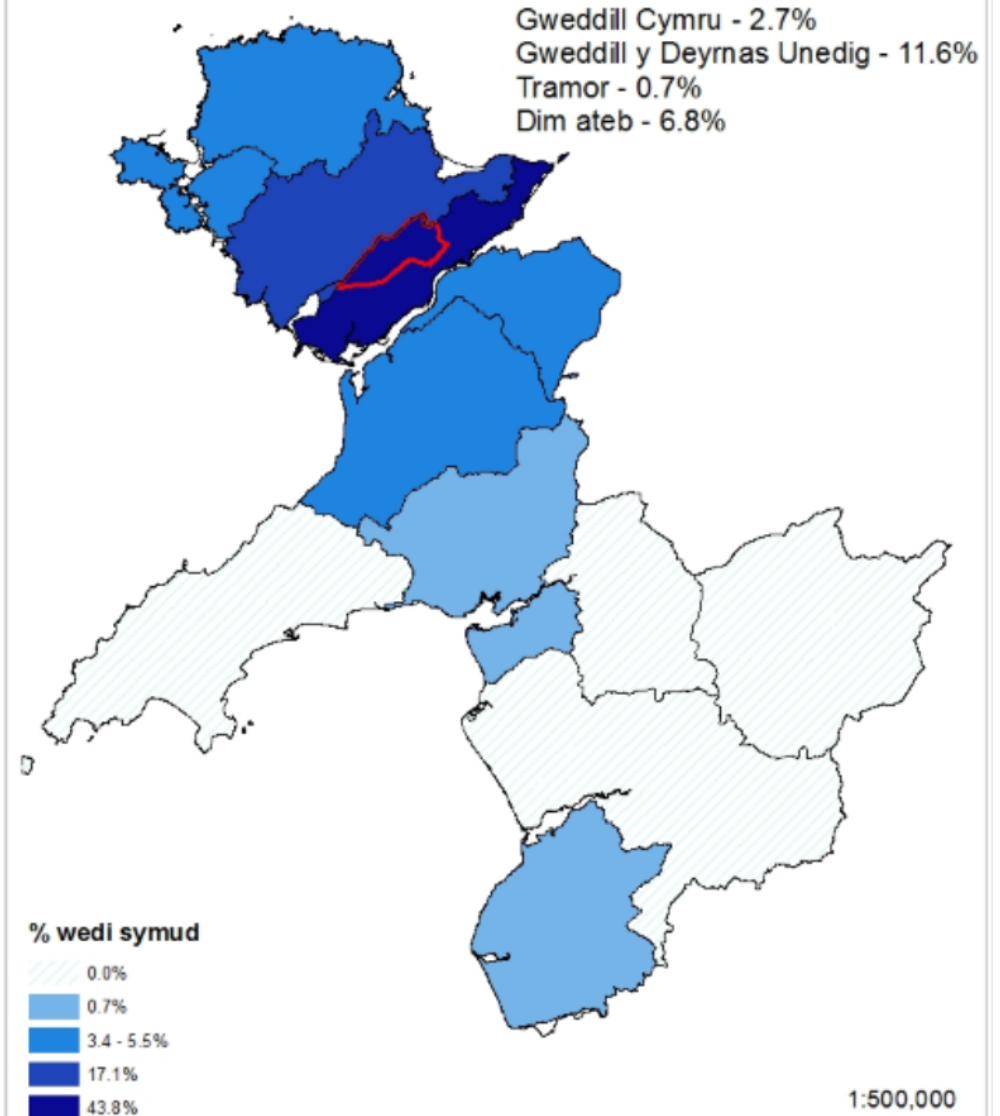 Gweddill Cymru - 2.7%
Gweddill y Deyrnas Unedig - 11.6%
Tramor - 0.7%
Dim ateb - 6.8%
% wedi symud
0.0%
0.7%
3.4 - 5.5%
17.1%
43.8%
1:500,000